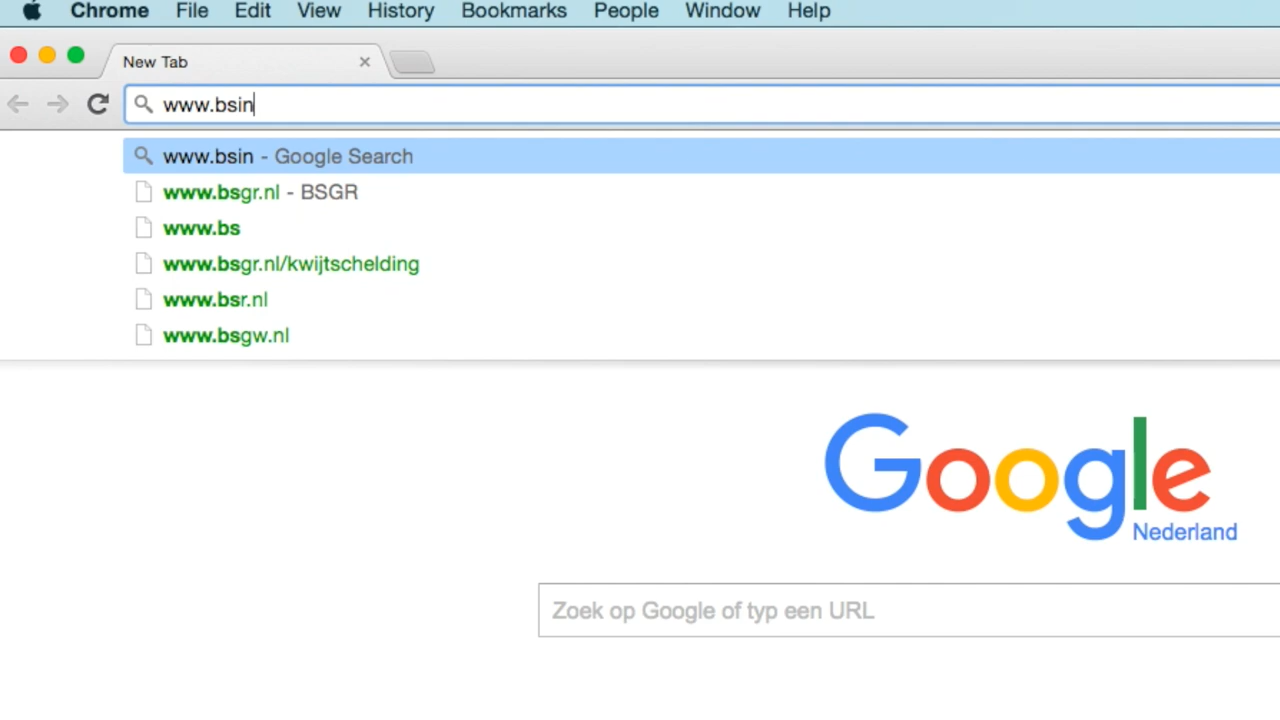 Chrome File Edit View History Bookmarks People Window Help
New Tab
www.bsin
www.bsin - Google Search
www.bsgr.nl - BSGR
www.bs
www.bsgr.nl/kwijtschelding
www.bsr.nl
www.bsgw.nl
Google
Nederland
Zoek op Google of typ een URL